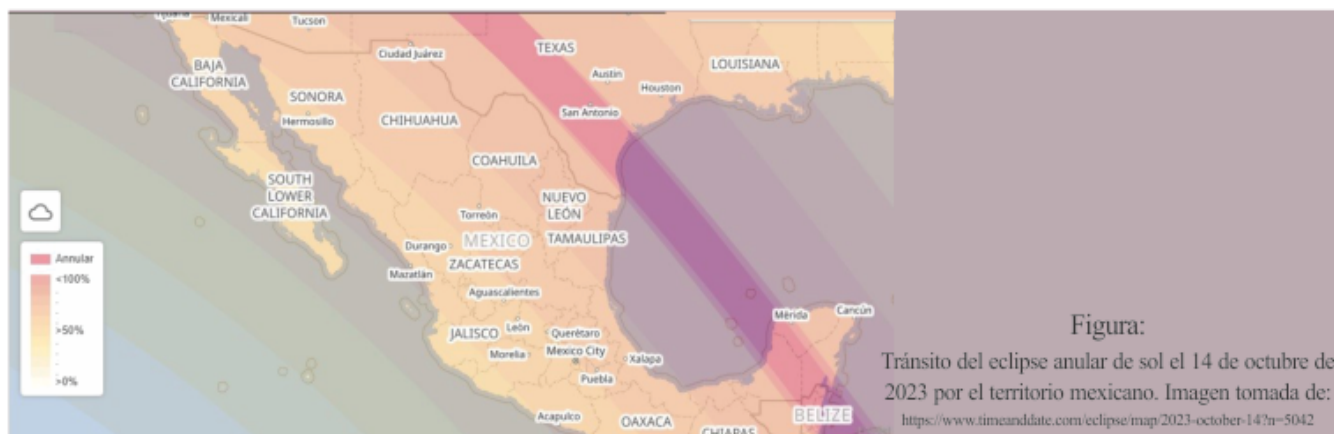 Tijuana
Mexicali
Tucson
Ciudad Juárez
TEXAS
Austin
Houston
LOUISIANA
BAJA
CALIFORNIA
SONORA
Hermosillo
CHIHUAHUA
San Antonio
COAHUILA
SOUTH
LOWER
CALIFORNIA
NUEVO
LEÓN
Torreón
MEXICO
TAMAULIPAS
Durango
Mazatlán
ZACATECAS
Aguascalientes
JALISCO
León
Querétaro
Morelia
Mexico City
Xalapa
Puebla
Acapulco
OAXACA
CHIAPAS
Mérida
Cancún
BELIZE
Annular
<100%
>50%
>0%
Figura:
Tránsito del eclipse anular de sol el 14 de octubre de
2023 por el territorio mexicano. Imagen tomada de:
https://www.timeanddate.com/eclipse/map/2023-october-14?n=5042